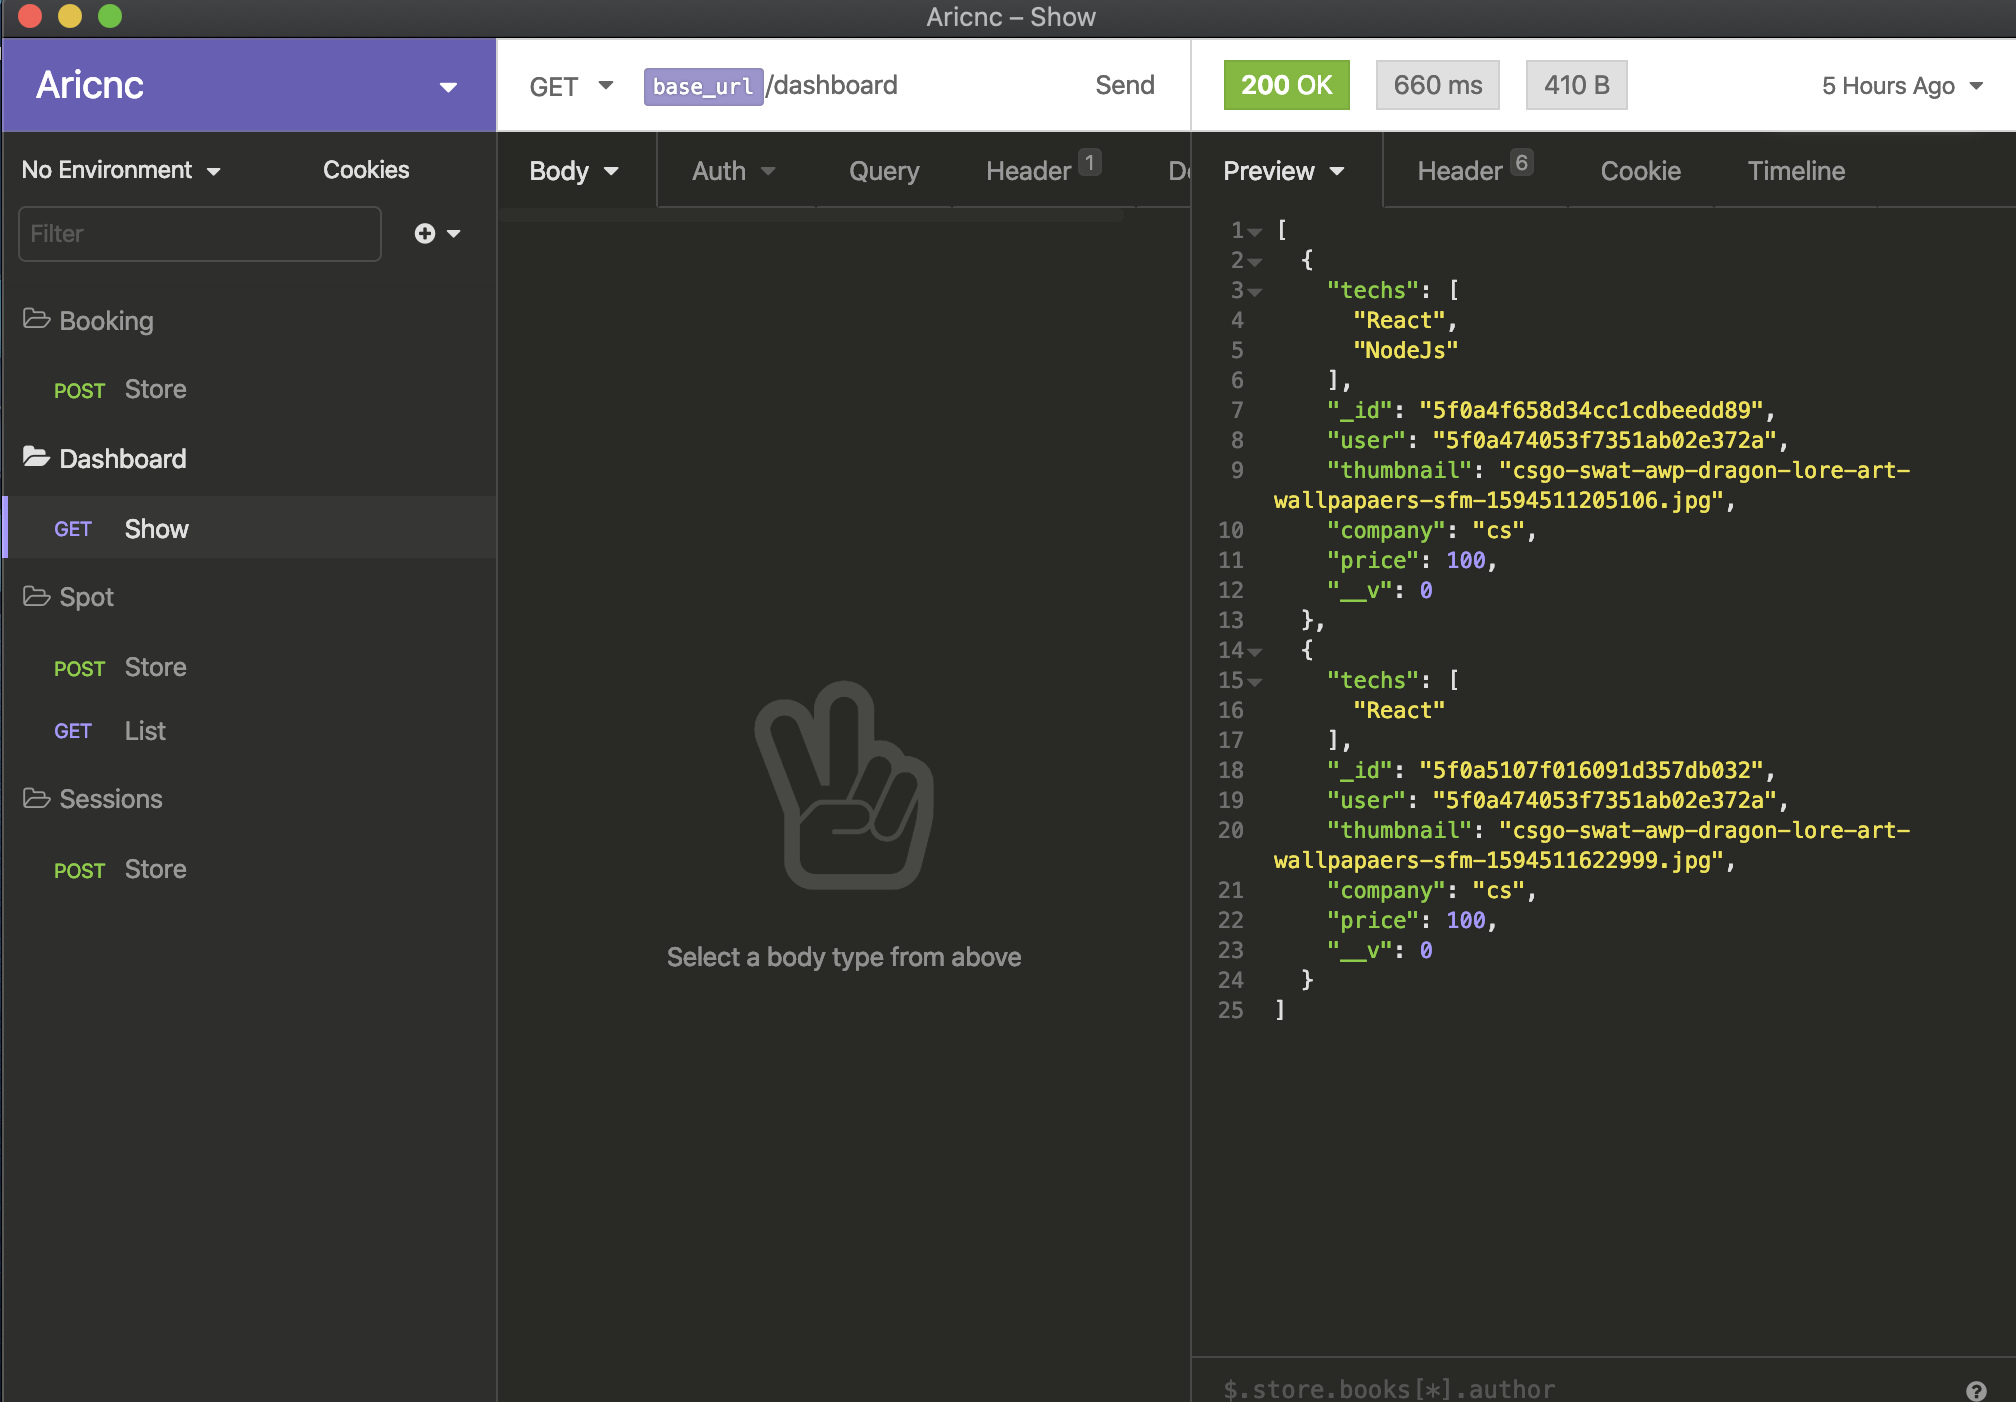 Aricnc – Show
Aricnc
No Environment
Cookies
Filter
Booking
POST Store
Dashboard
GET Show
Spot
POST Store
GET List
Sessions
POST Store
GET base_url/dashboard Send
Body Auth Query Header 1
Select a body type from above
200 OK 660 ms 410 B 5 Hours Ago
Preview Header 6 Cookie Timeline
1 [
2 {
3 "techs": [
4 "React",
5 "NodeJs"
6 ],
7 "_id": "5f0a4f658d34cc1cdbeedd89",
8 "user": "5f0a474053f7351ab02e372a",
9 "thumbnail": "csgo-swat-awp-dragon-lore-art-
wallpapaers-sfm-1594511205106.jpg",
10 "company": "cs",
11 "price": 100,
12 "__v": 0
13 },
14 {
15 "techs": [
16 "React"
17 ],
18 "_id": "5f0a5107f016091d357db032",
19 "user": "5f0a474053f7351ab02e372a",
20 "thumbnail": "csgo-swat-awp-dragon-lore-art-
wallpapaers-sfm-1594511622999.jpg",
21 "company": "cs",
22 "price": 100,
23 "__v": 0
24 }
25 ]
$.store.books[*].author